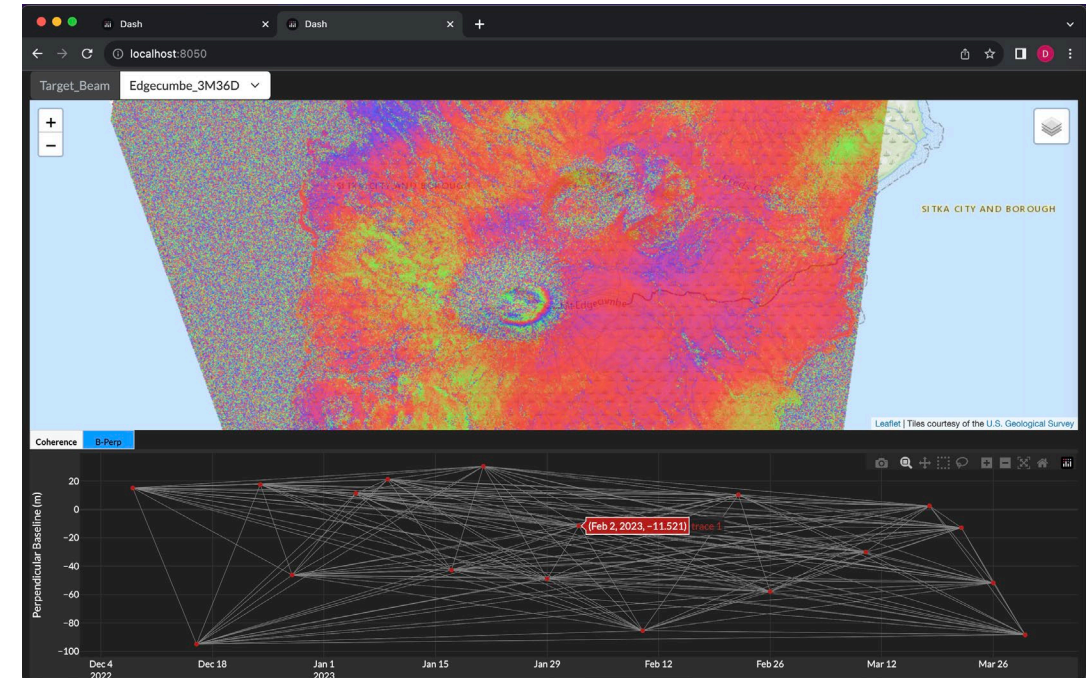 Dash
Dash
localhost:8050
D
Target_Beam
Edgecumbe_3M36D
+
−
SITKA CITY AND BOROUGH
SITKA CITY AND BOROUGH
Mt Edgecumbe
Leaflet | Tiles courtesy of the U.S. Geological Survey
Coherence
B-Perp
Perpendicular Baseline (m)
20
0
−20
−40
−60
−80
−100
(Feb 2, 2023, −11.521)
trace 1
Dec 4
2022
Dec 18
Jan 1
2023
Jan 15
Jan 29
Feb 12
Feb 26
Mar 12
Mar 26